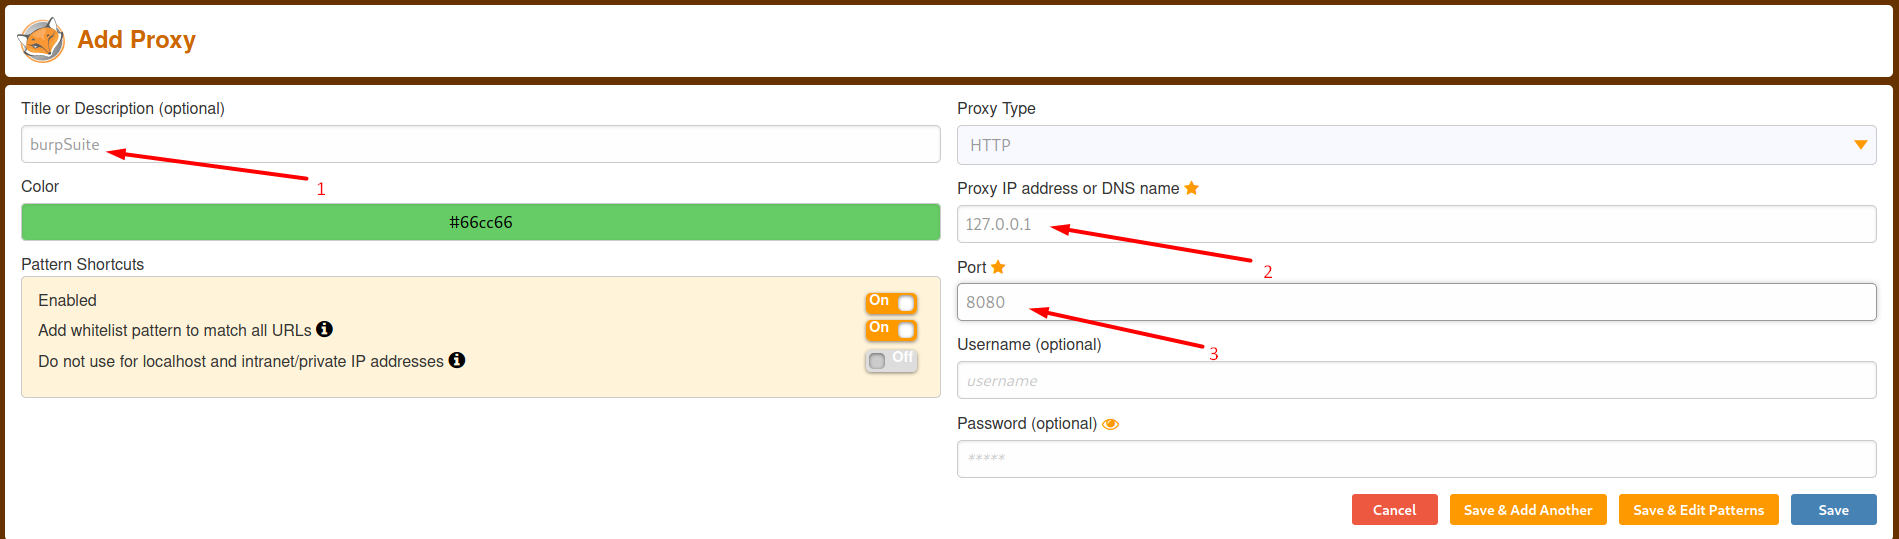 Add Proxy
Title or Description (optional)
burpSuite
1
Color
#66cc66
Pattern Shortcuts
Enabled
On
Add whitelist pattern to match all URLs
On
Do not use for localhost and intranet/private IP addresses
Off
Proxy Type
HTTP
Proxy IP address or DNS name
127.0.0.1
2
Port
8080
3
Username (optional)
username
Password (optional)
*****
Cancel
Save & Add Another
Save & Edit Patterns
Save